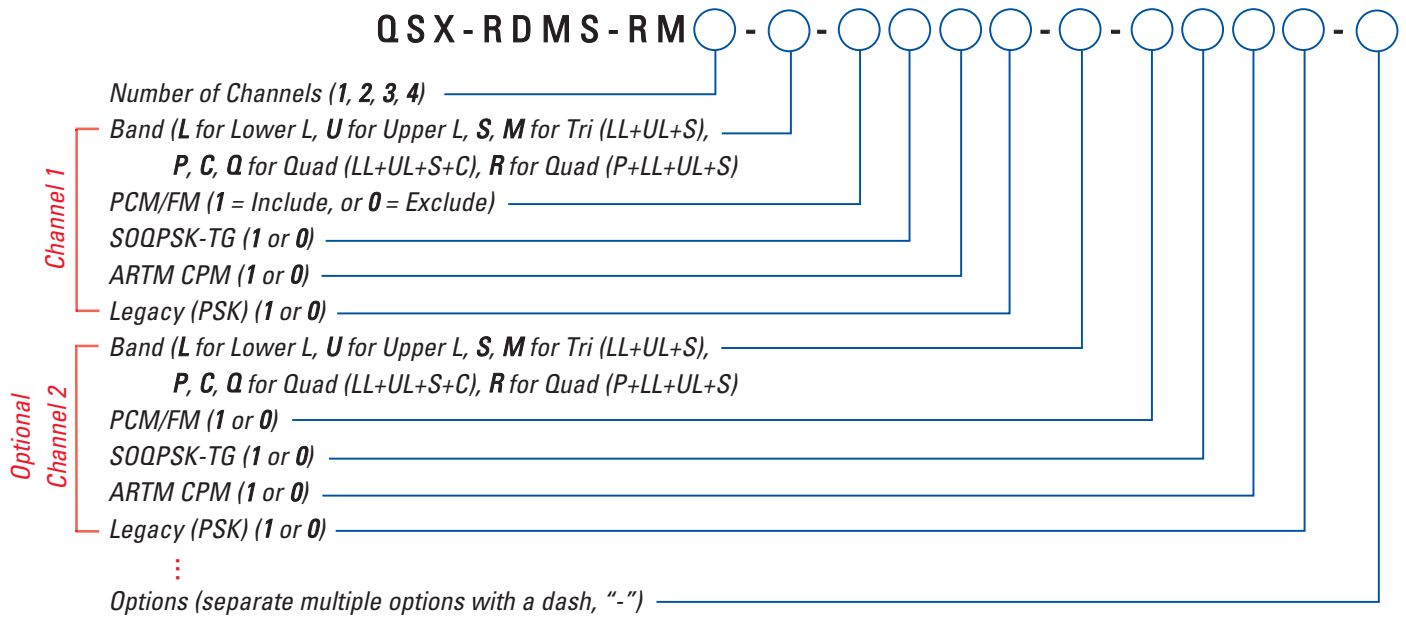 QSX-RDMS-RM - - - - -
Number of Channels (1, 2, 3, 4)
Channel 1
Band (L for Lower L, U for Upper L, S, M for Tri (LL+UL+S),
P, C, Q for Quad (LL+UL+S+C), R for Quad (P+LL+UL+S)
PCM/FM (1 = Include, or 0 = Exclude)
SOQPSK-TG (1 or 0)
ARTM CPM (1 or 0)
Legacy (PSK) (1 or 0)
Optional
Channel 2
Band (L for Lower L, U for Upper L, S, M for Tri (LL+UL+S),
P, C, Q for Quad (LL+UL+S+C), R for Quad (P+LL+UL+S)
PCM/FM (1 or 0)
SOQPSK-TG (1 or 0)
ARTM CPM (1 or 0)
Legacy (PSK) (1 or 0)
⋮
Options (separate multiple options with a dash, “-”)